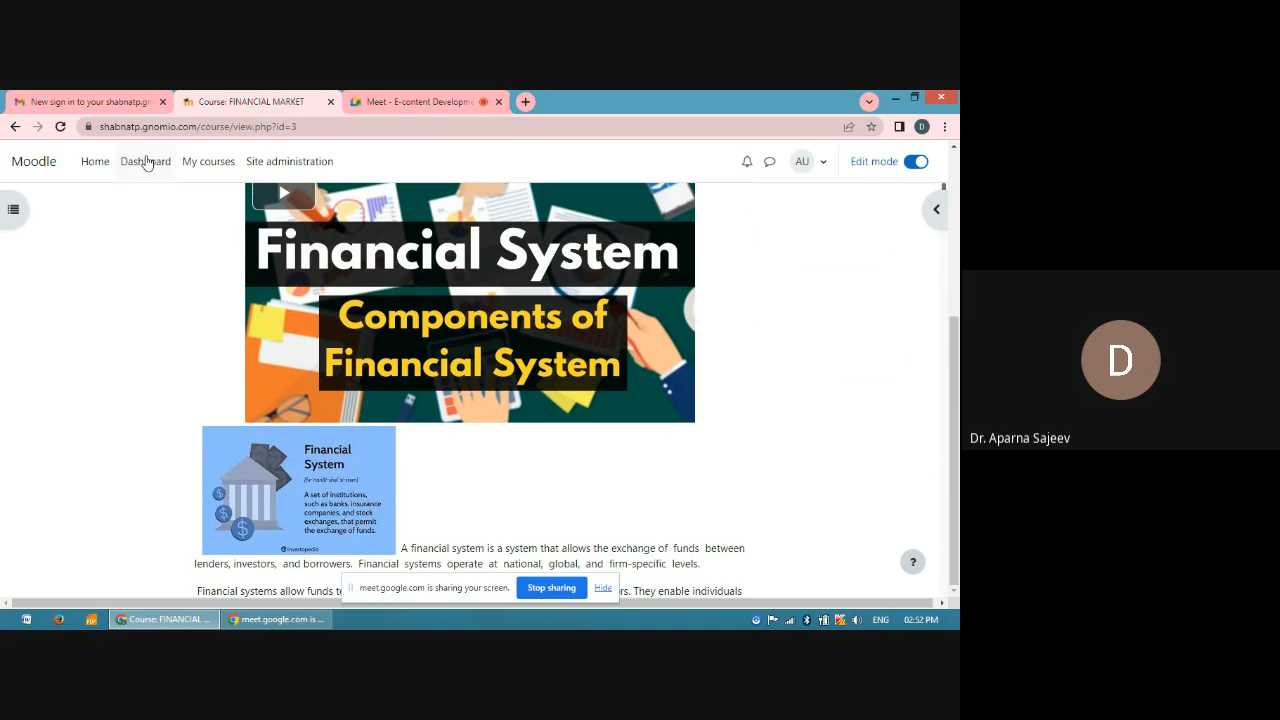 New sign in to your shabnatp.gn
Course: FINANCIAL MARKET
Meet - E-content Developme
shabnatp.gnomio.com/course/view.php?id=3
D
Moodle
Home
Dashboard
My courses
Site administration
AU
Edit mode
Financial System
Components of
Financial System
Financial
System
A set of institutions,
such as banks, insurance
companies, and stock
exchanges, that permit
the exchange of funds.
Investopedia
A financial system is a system that allows the exchange of funds between
lenders, investors, and borrowers. Financial systems operate at national, global, and firm-specific levels.
meet.google.com is sharing your screen.
Stop sharing
Hide
Financial systems allow funds
They enable individuals
?
Course: FINANCIAL ...
meet.google.com is ...
ENG
02:52 PM
D
Dr. Aparna Sajeev